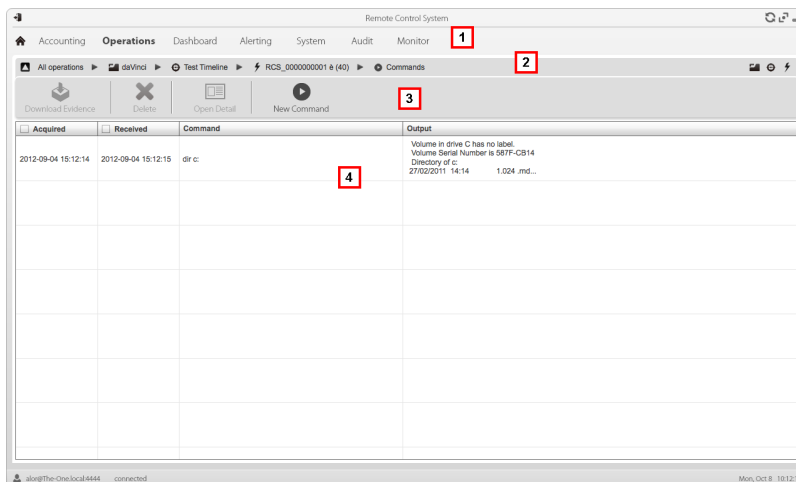 Remote Control System
Accounting Operations Dashboard Alerting System Audit Monitor 1
All operations daVinci Test Timeline RCS_0000000001 è (40) Commands 2
Download Evidence Delete Open Detail New Command 3
Acquired Received Command Output
Volume in drive C has no label.
Volume Serial Number is 587F-CB14
2012-09-04 15:12:14 2012-09-04 15:12:15 dir c: Directory of c:
27/02/2011 14:14 1.024 .rnd...
4
alor@The-One.local:4444 connected Mon, Oct 8 10:12: